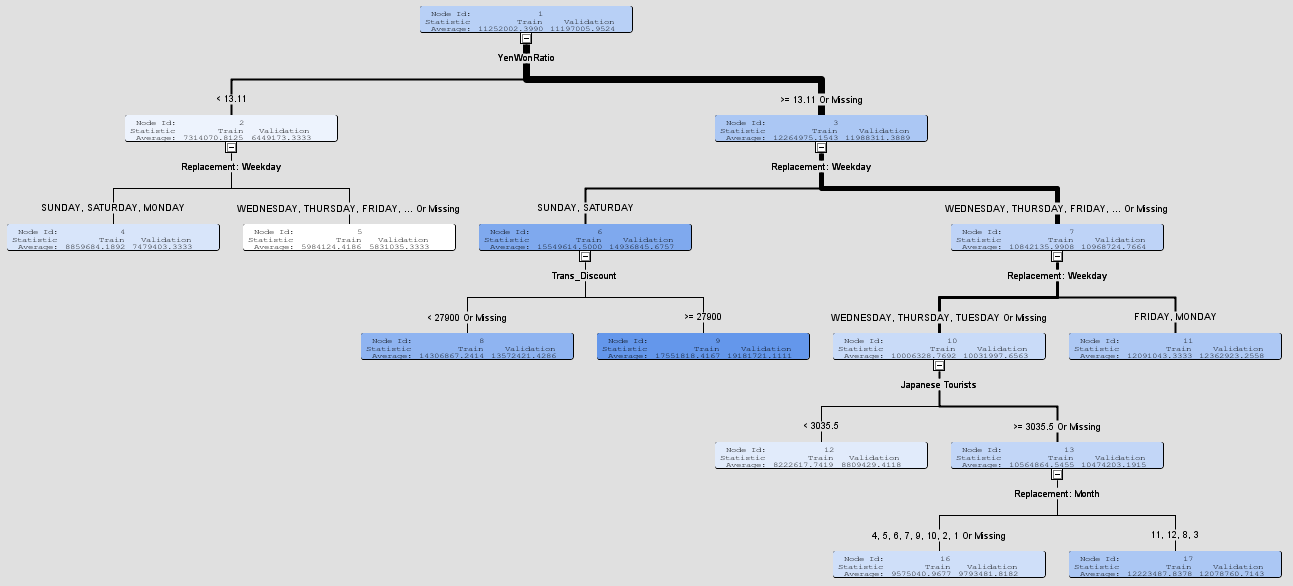 Node Id: 1
Statistic Train Validation
Average: 11252002.3990 11197005.9524
YenWonRatio
< 13.11
>= 13.11 Or Missing
Node Id: 2
Statistic Train Validation
Average: 7314070.8125 6449173.3333
Node Id: 3
Statistic Train Validation
Average: 12264975.1543 11988311.3889
Replacement: Weekday
Replacement: Weekday
SUNDAY, SATURDAY, MONDAY
WEDNESDAY, THURSDAY, FRIDAY, ... Or Missing
SUNDAY, SATURDAY
WEDNESDAY, THURSDAY, FRIDAY, ... Or Missing
Node Id: 4
Statistic Train Validation
Average: 8859684.1892 7479403.3333
Node Id: 5
Statistic Train Validation
Average: 5984124.4186 5831035.3333
Node Id: 6
Statistic Train Validation
Average: 15549614.5000 14936845.6757
Node Id: 7
Statistic Train Validation
Average: 10842135.9908 10968724.7664
Trans_Discount
Replacement: Weekday
< 27900 Or Missing
>= 27900
WEDNESDAY, THURSDAY, TUESDAY Or Missing
FRIDAY, MONDAY
Node Id: 8
Statistic Train Validation
Average: 14306867.2414 13572421.4286
Node Id: 9
Statistic Train Validation
Average: 17551818.4167 19181721.1111
Node Id: 10
Statistic Train Validation
Average: 10006328.7692 10031997.6563
Node Id: 11
Statistic Train Validation
Average: 12091043.3333 12362923.2558
Japanese Tourists
< 3035.5
>= 3035.5 Or Missing
Node Id: 12
Statistic Train Validation
Average: 8222617.7419 8809429.4118
Node Id: 13
Statistic Train Validation
Average: 10564864.5455 10474203.1915
Replacement: Month
4, 5, 6, 7, 9, 10, 2, 1 Or Missing
11, 12, 8, 3
Node Id: 16
Statistic Train Validation
Average: 9575040.9677 9793481.8182
Node Id: 17
Statistic Train Validation
Average: 12223487.8378 12078760.7143